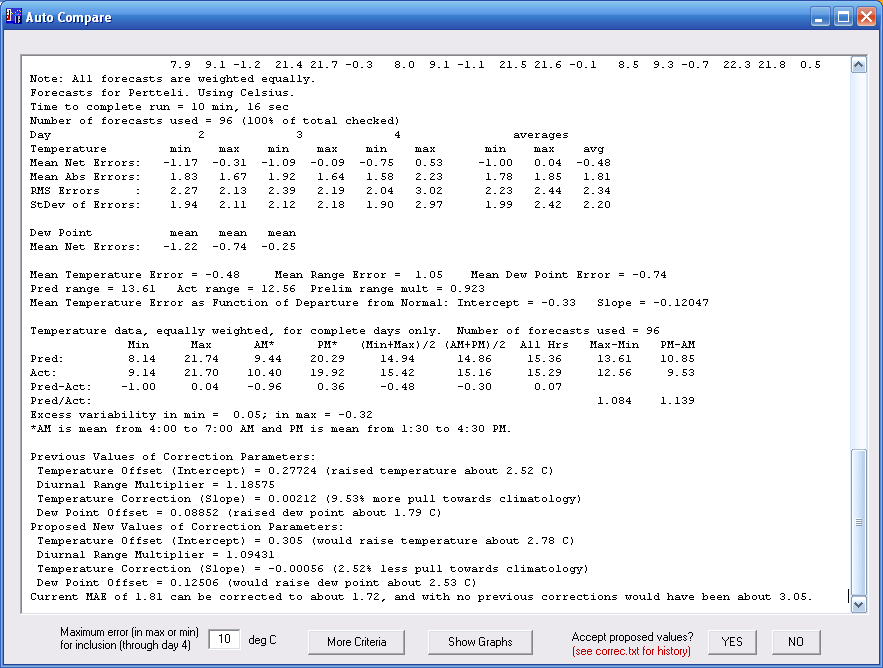 Auto Compare
7.9 9.1 -1.2 21.4 21.7 -0.3 8.0 9.1 -1.1 21.5 21.6 -0.1 8.5 9.3 -0.7 22.3 21.8 0.5
Note: All forecasts are weighted equally.
Forecasts for Pertteli. Using Celsius.
Time to complete run = 10 min, 16 sec
Number of forecasts used = 96 (100% of total checked)
Day 2 3 4 averages
Temperature min max min max min max min max avg
Mean Net Errors: -1.17 -0.31 -1.09 -0.09 -0.75 0.53 -1.00 0.04 -0.48
Mean Abs Errors: 1.83 1.67 1.92 1.64 1.58 2.23 1.78 1.85 1.81
RMS Errors : 2.27 2.13 2.39 2.19 2.04 3.02 2.23 2.44 2.34
StDev of Errors: 1.94 2.11 2.12 2.18 1.90 2.97 1.99 2.42 2.20
Dew Point mean mean mean
Mean Net Errors: -1.22 -0.74 -0.25
Mean Temperature Error = -0.48 Mean Range Error = 1.05 Mean Dew Point Error = -0.74
Pred range = 13.61 Act range = 12.56 Prelim range mult = 0.923
Mean Temperature Error as Function of Departure from Normal: Intercept = -0.33 Slope = -0.12047
Temperature data, equally weighted, for complete days only. Number of forecasts used = 96
Min Max AM* PM* (Min+Max)/2 (AM+PM)/2 All Hrs Max-Min PM-AM
Pred: 8.14 21.74 9.44 20.29 14.94 14.86 15.36 13.61 10.85
Act: 9.14 21.70 10.40 19.92 15.42 15.16 15.29 12.56 9.53
Pred-Act: -1.00 0.04 -0.96 0.36 -0.48 -0.30 0.07
Pred/Act: 1.084 1.139
Excess variability in min = 0.05; in max = -0.32
*AM is mean from 4:00 to 7:00 AM and PM is mean from 1:30 to 4:30 PM.
Previous Values of Correction Parameters:
Temperature Offset (Intercept) = 0.27724 (raised temperature about 2.52 C)
Diurnal Range Multiplier = 1.18575
Temperature Correction (Slope) = 0.00212 (9.53% more pull towards climatology)
Dew Point Offset = 0.08852 (raised dew point about 1.79 C)
Proposed New Values of Correction Parameters:
Temperature Offset (Intercept) = 0.305 (would raise temperature about 2.78 C)
Diurnal Range Multiplier = 1.09431
Temperature Correction (Slope) = -0.00056 (2.52% less pull towards climatology)
Dew Point Offset = 0.12506 (would raise dew point about 2.53 C)
Current MAE of 1.81 can be corrected to about 1.72, and with no previous corrections would have been about 3.05.
Maximum error (in max or min)
for inclusion (through day 4)
10 deg C
More Criteria
Show Graphs
Accept proposed values?
(see correc.txt for history)
YES
NO